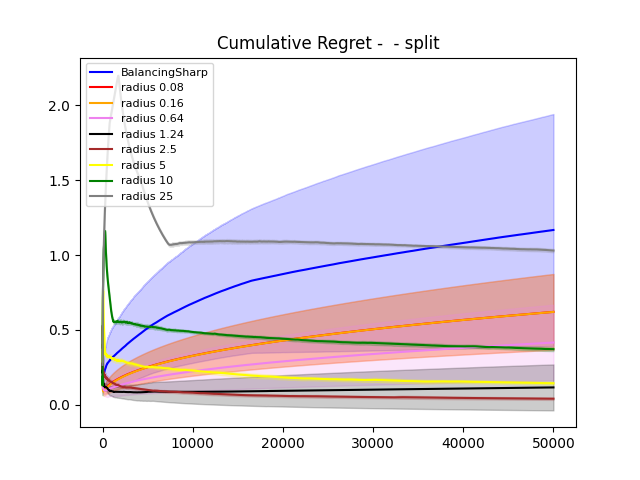 Cumulative Regret -  - split
BalancingSharp
radius 0.08
radius 0.16
radius 0.64
radius 1.24
radius 2.5
radius 5
radius 10
radius 25
2.0
1.5
1.0
0.5
0.0
0 10000 20000 30000 40000 50000